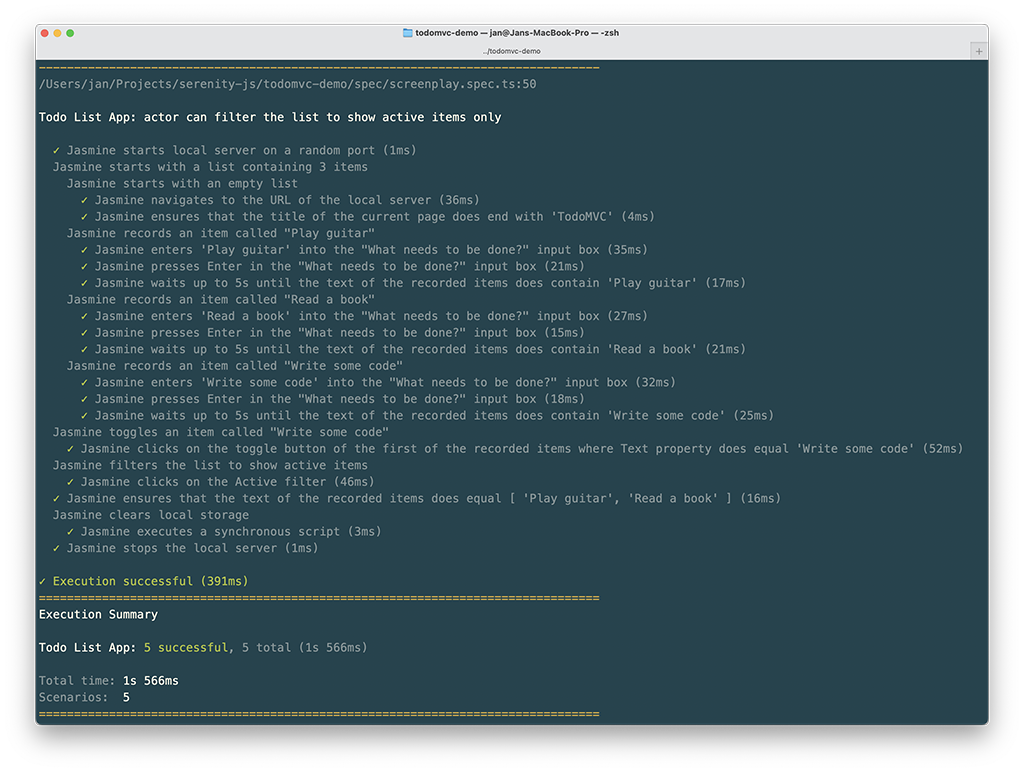 todomvc-demo — jan@Jans-MacBook-Pro — -zsh
../todomvc-demo
+
--------------------------------------------------------------------------------
/Users/jan/Projects/serenity-js/todomvc-demo/spec/screenplay.spec.ts:50
Todo List App: actor can filter the list to show active items only
✓ Jasmine starts local server on a random port (1ms)
Jasmine starts with a list containing 3 items
Jasmine starts with an empty list
✓ Jasmine navigates to the URL of the local server (36ms)
✓ Jasmine ensures that the title of the current page does end with 'TodoMVC' (4ms)
Jasmine records an item called "Play guitar"
✓ Jasmine enters 'Play guitar' into the "What needs to be done?" input box (35ms)
✓ Jasmine presses Enter in the "What needs to be done?" input box (21ms)
✓ Jasmine waits up to 5s until the text of the recorded items does contain 'Play guitar' (17ms)
Jasmine records an item called "Read a book"
✓ Jasmine enters 'Read a book' into the "What needs to be done?" input box (27ms)
✓ Jasmine presses Enter in the "What needs to be done?" input box (15ms)
✓ Jasmine waits up to 5s until the text of the recorded items does contain 'Read a book' (21ms)
Jasmine records an item called "Write some code"
✓ Jasmine enters 'Write some code' into the "What needs to be done?" input box (32ms)
✓ Jasmine presses Enter in the "What needs to be done?" input box (18ms)
✓ Jasmine waits up to 5s until the text of the recorded items does contain 'Write some code' (25ms)
Jasmine toggles an item called "Write some code"
✓ Jasmine clicks on the toggle button of the first of the recorded items where Text property does equal 'Write some code' (52ms)
Jasmine filters the list to show active items
✓ Jasmine clicks on the Active filter (46ms)
✓ Jasmine ensures that the text of the recorded items does equal [ 'Play guitar', 'Read a book' ] (16ms)
Jasmine clears local storage
✓ Jasmine executes a synchronous script (3ms)
✓ Jasmine stops the local server (1ms)
✓ Execution successful (391ms)
================================================================================
Execution Summary
Todo List App: 5 successful, 5 total (1s 566ms)
Total time: 1s 566ms
Scenarios: 5
================================================================================